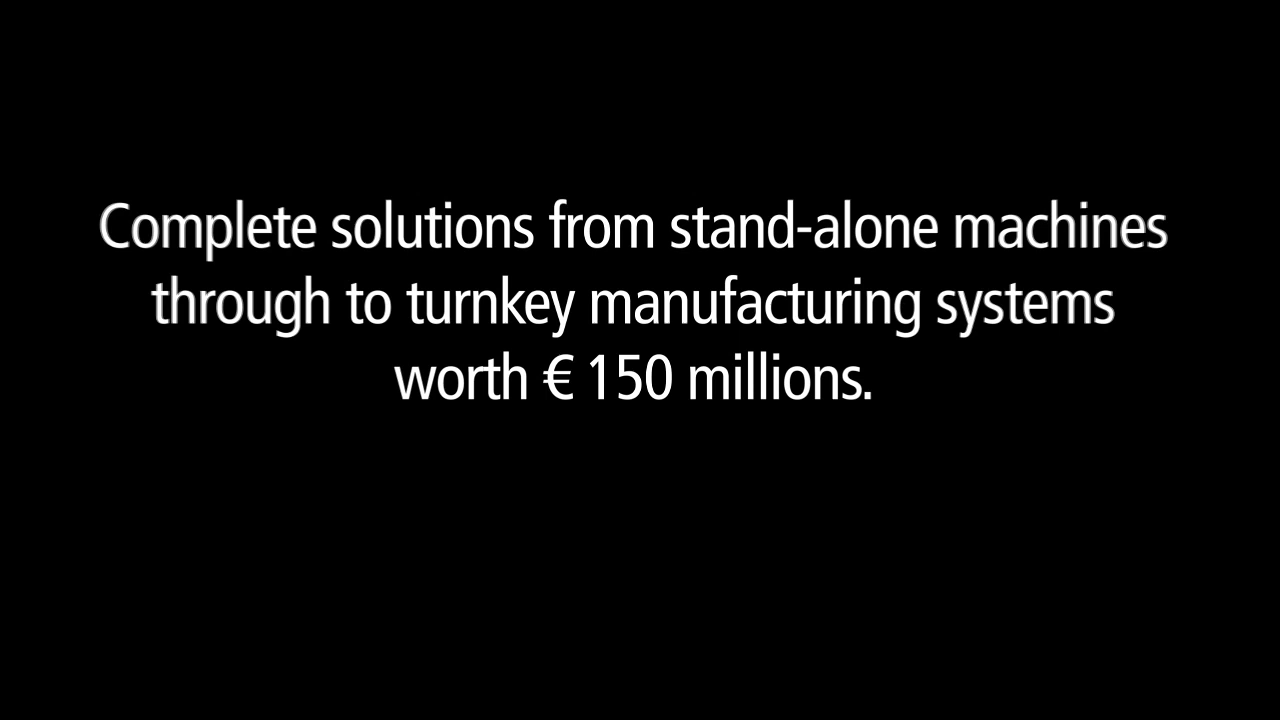 Complete solutions from stand-alone machines
through to turnkey manufacturing systems
worth € 150 millions.